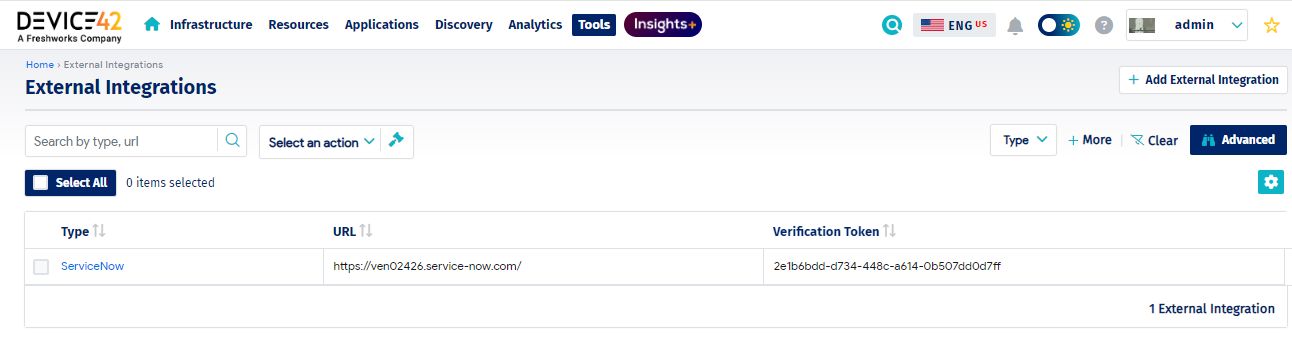 DEVICE42
A Freshworks Company
Infrastructure Resources Applications Discovery Analytics Tools Insights+ ENG US ? admin
Home › External Integrations
External Integrations
+ Add External Integration
Search by type, url Select an action Type + More Clear Advanced
Select All 0 items selected
Type URL Verification Token
ServiceNow https://ven02426.service-now.com/ 2e1b6bdd-d734-448c-a614-0b507dd0d7ff
1 External Integration